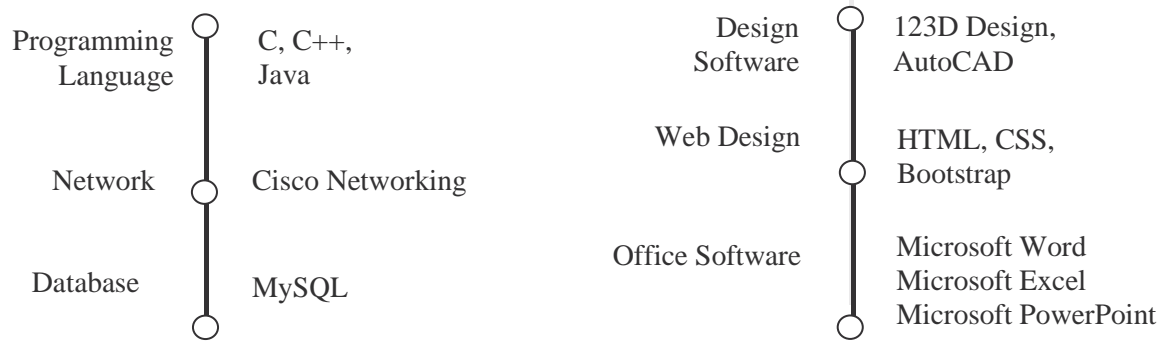 Programming
Language
C, C++,
Java
Network
Cisco Networking
Database
MySQL
Design
Software
123D Design,
AutoCAD
Web Design
HTML, CSS,
Bootstrap
Office Software
Microsoft Word
Microsoft Excel
Microsoft PowerPoint